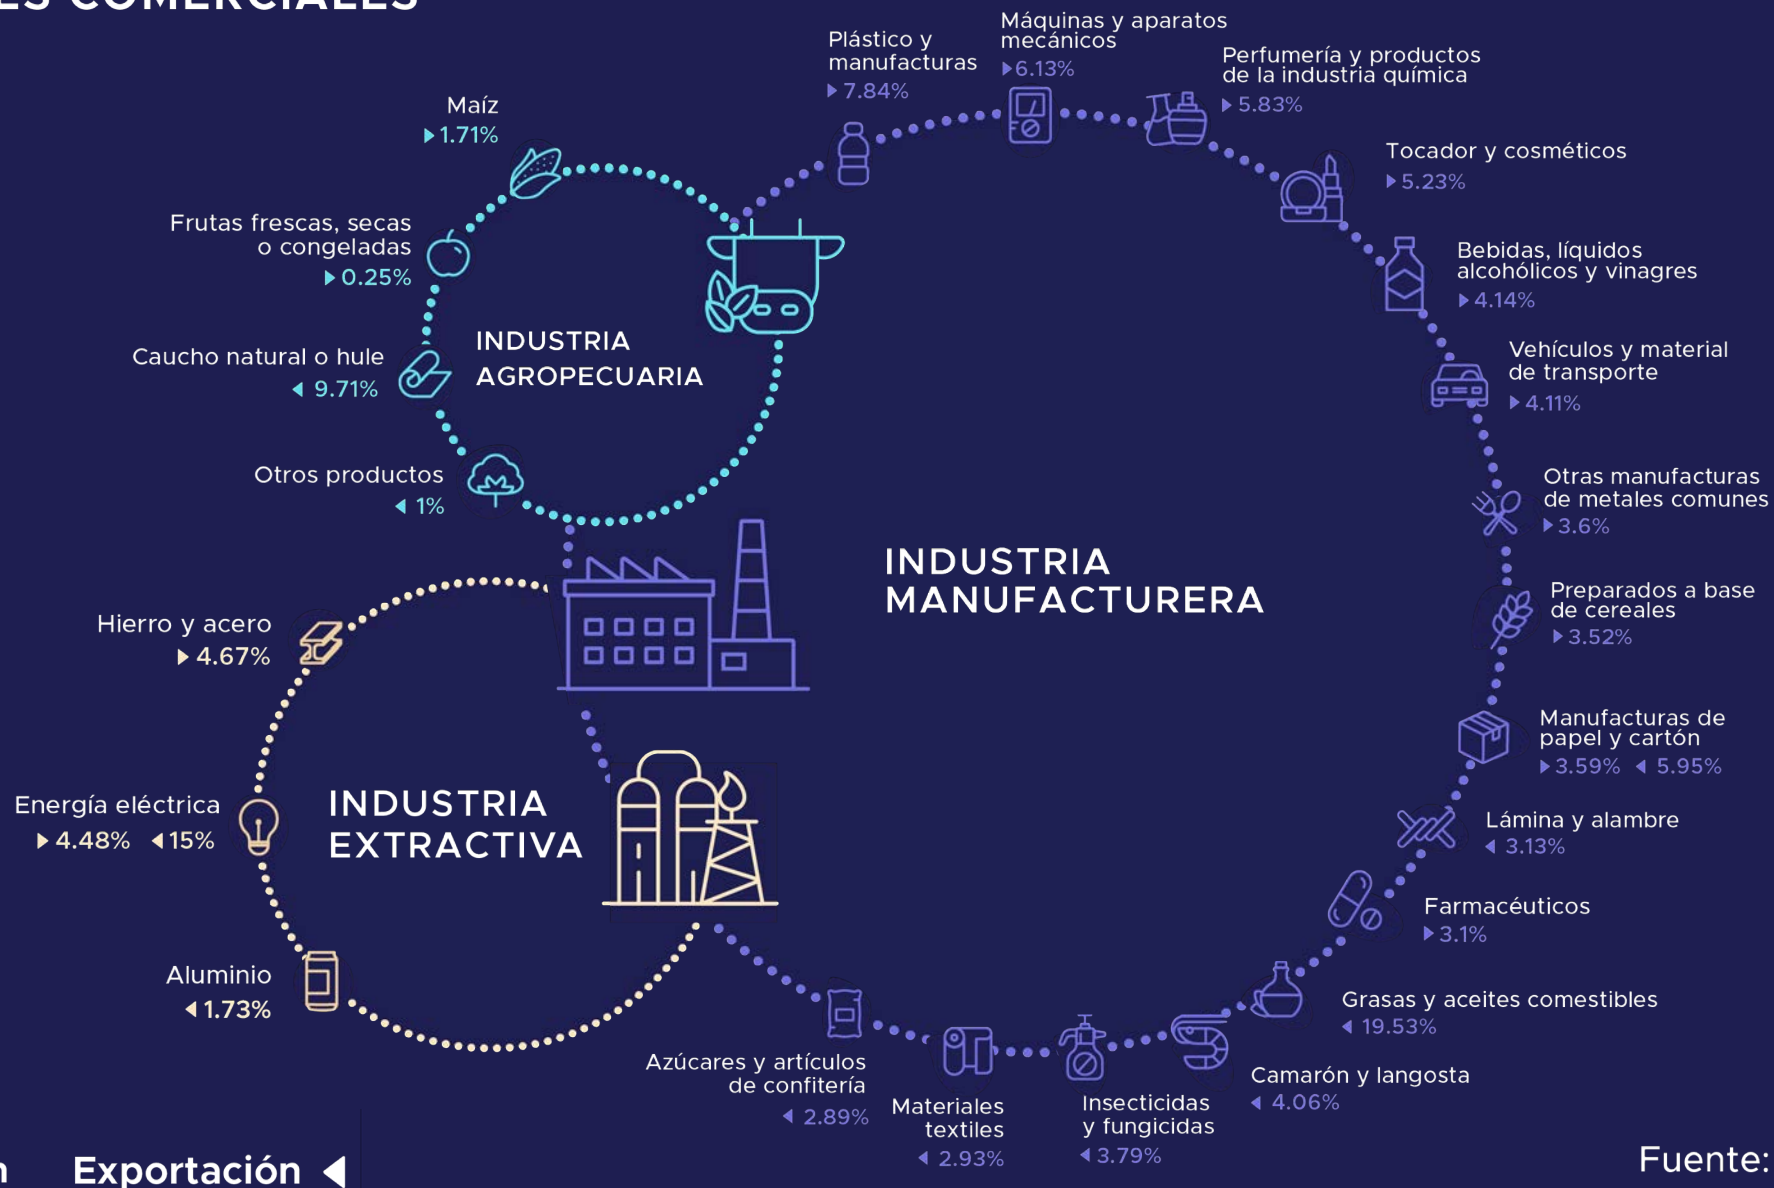 COMERCIALES
Maíz
▶1.71%
Frutas frescas, secas
o congeladas
▶ 0.25%
Caucho natural o hule
◀ 9.71%
Otros productos
◀ 1%
INDUSTRIA
AGROPECUARIA
Hierro y acero
▶ 4.67%
Energía eléctrica
▶ 4.48% ◀ 15%
Aluminio
◀ 1.73%
INDUSTRIA
EXTRACTIVA
INDUSTRIA
MANUFACTURERA
Plástico y
manufacturas
▶ 7.84%
Máquinas y aparatos
mecánicos
▶6.13%
Perfumería y productos
de la industria química
▶ 5.83%
Tocador y cosméticos
▶ 5.23%
Bebidas, líquidos
alcohólicos y vinagres
▶ 4.14%
Vehículos y material
de transporte
▶ 4.11%
Otras manufacturas
de metales comunes
▶ 3.6%
Preparados a base
de cereales
▶ 3.52%
Manufacturas de
papel y cartón
▶ 3.59% ◀ 5.95%
Lámina y alambre
◀ 3.13%
Farmacéuticos
▶ 3.1%
Grasas y aceites comestibles
◀ 19.53%
Camarón y langosta
◀ 4.06%
Insecticidas
y fungicidas
◀ 3.79%
Materiales
textiles
◀ 2.93%
Azúcares y artículos
de confitería
◀ 2.89%
Exportación ◀
Fuente: